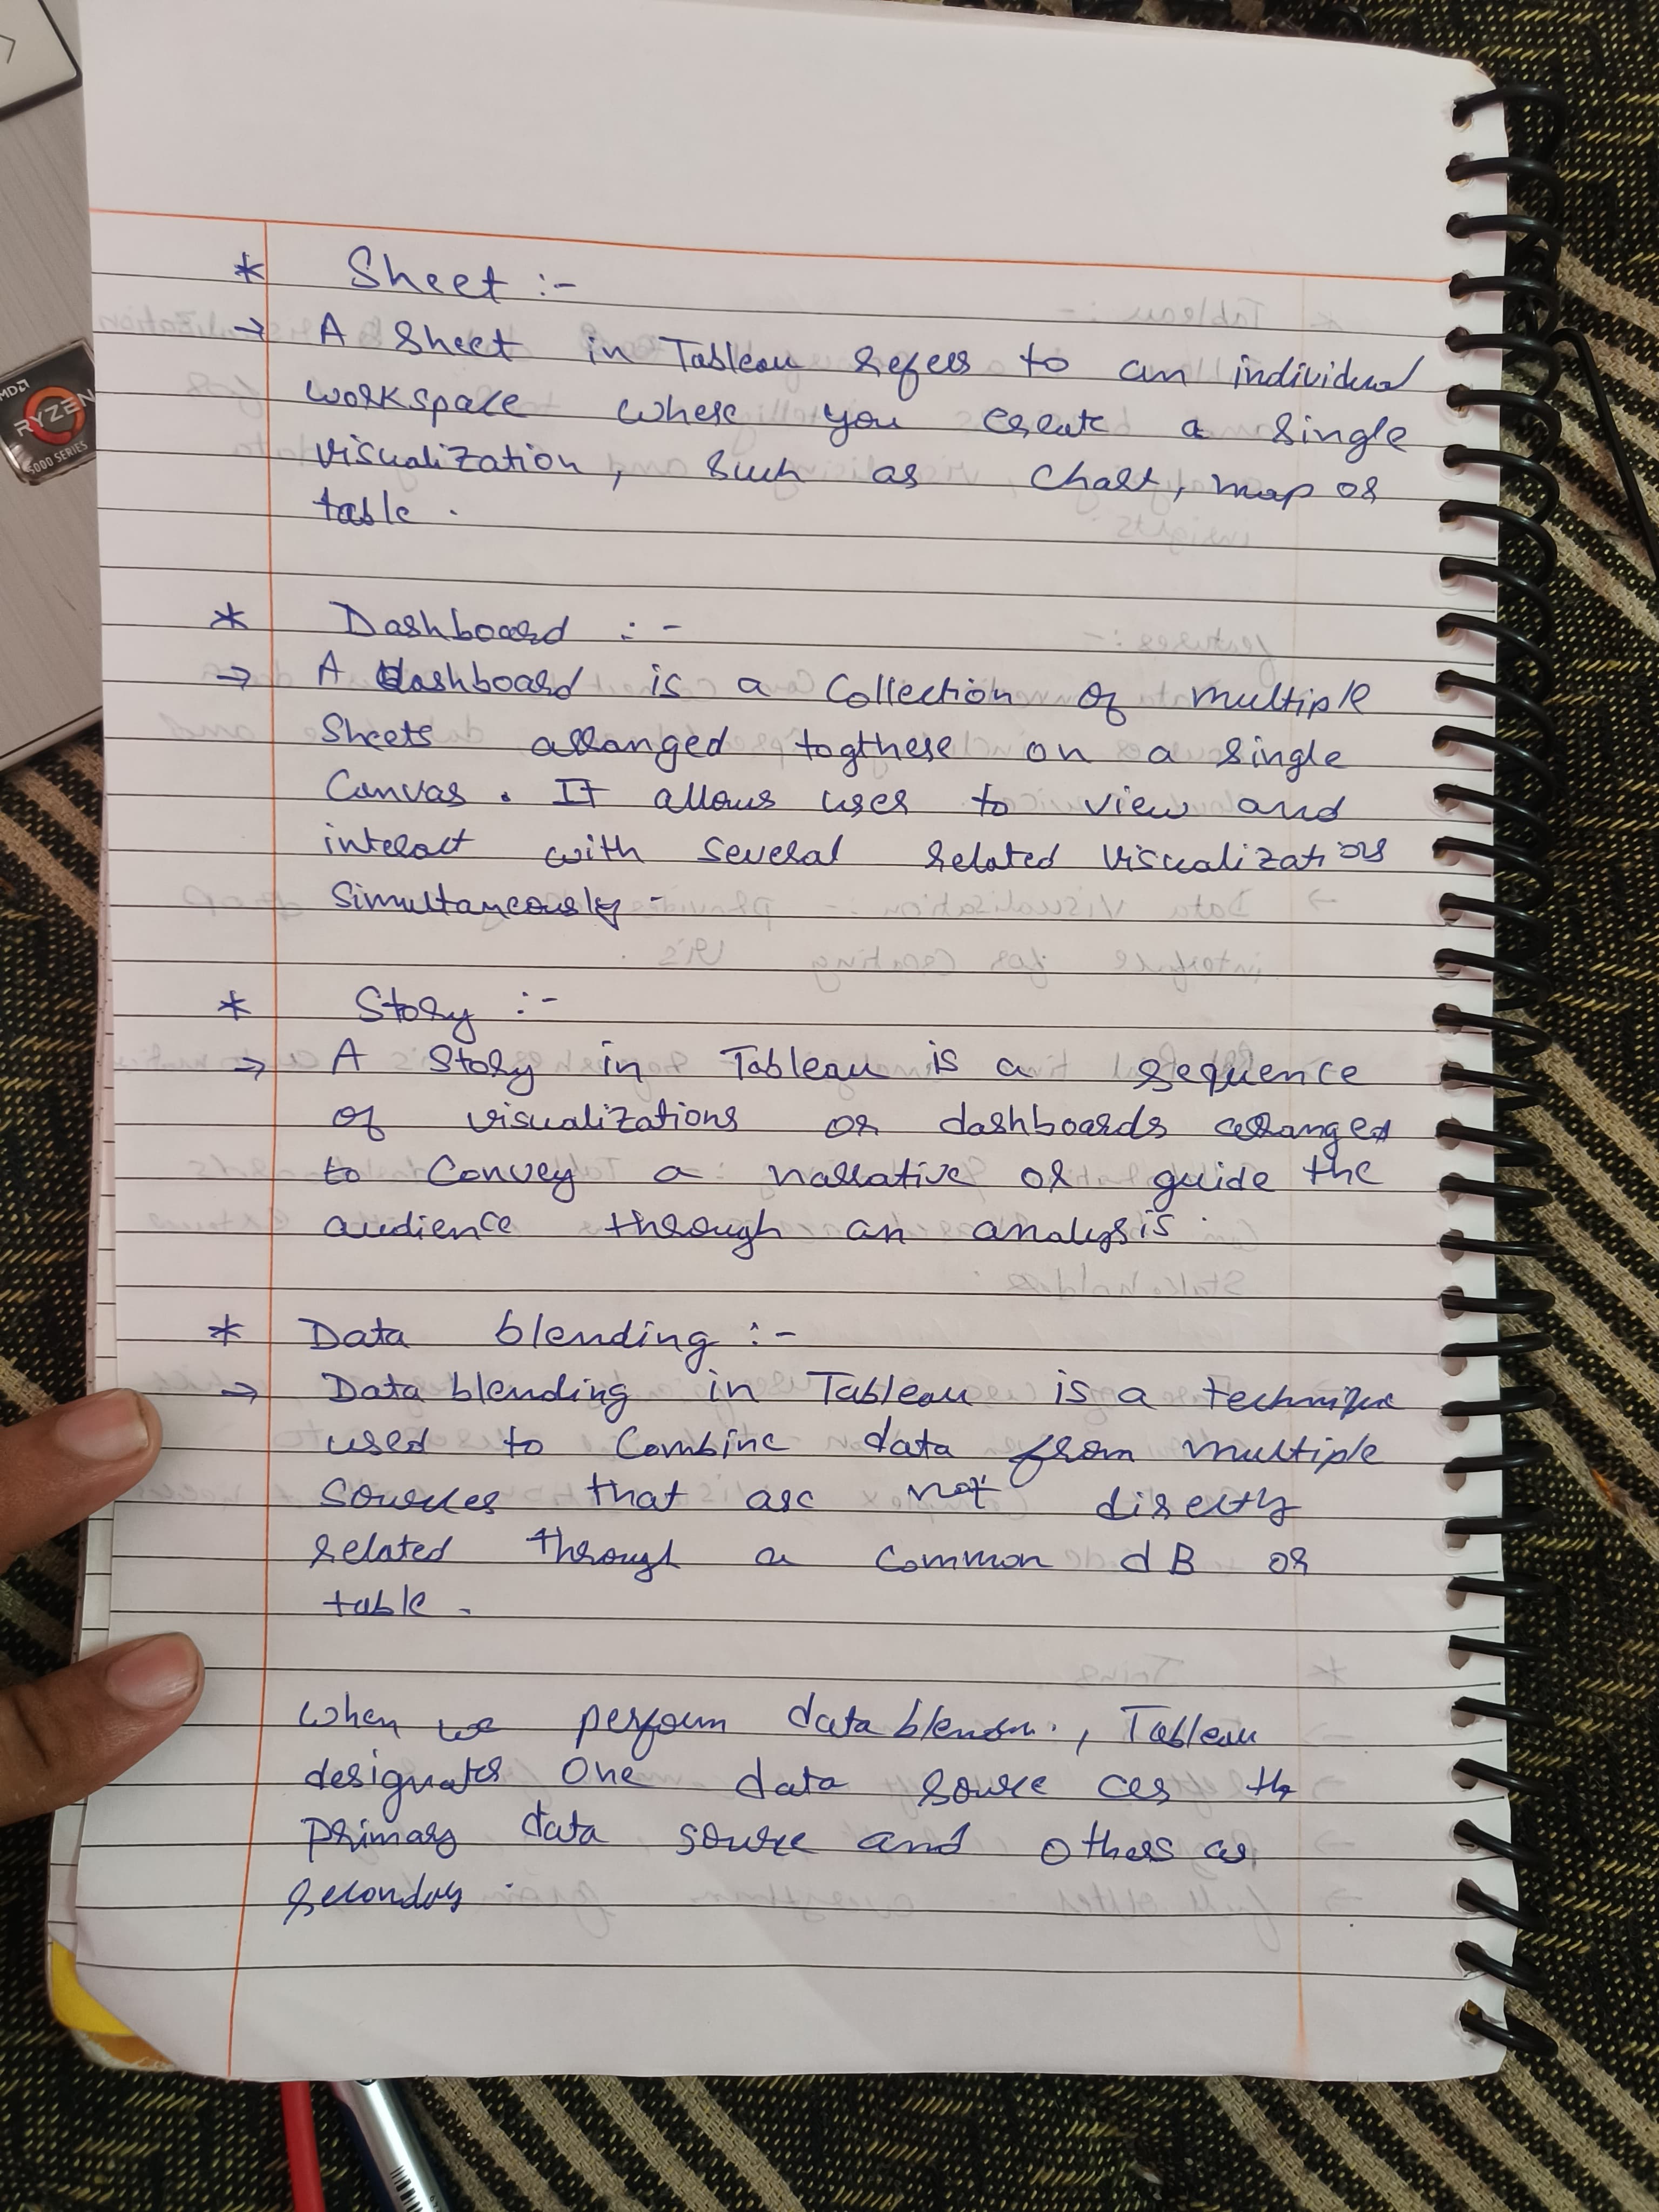 AMD
RYZEN
5000 SERIES
* Sheet :-
→ A Sheet in Tableau refers to an individual
workspace where you create a single
visualization, such as chart, map or
table.
* Dashboard :-
→ A dashboard is a collection of multiple
sheets arranged togthere on a single
Canvas. It allows user to view and
interact with several related visualizations
simultaneously -
* Story :-
→ A Story in Tableau is a sequence
of visualizations or dashboards arranged
to convey a narrative or guide the
audience through an analysis.
* Data blending :-
→ Data blending in Tableau is a technique
used to combine data from multiple
sources that are not directly
related through a common dB or
table -
When we perform data, Tableau
designates one data source as the
primary data source and others as
secondary.